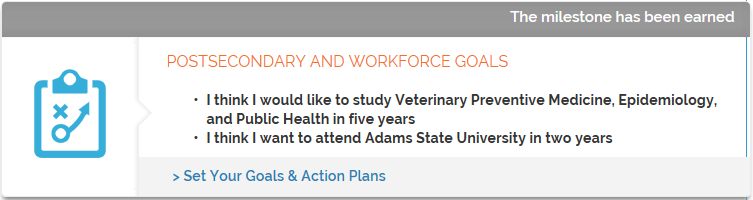 The milestone has been earned
POSTSECONDARY AND WORKFORCE GOALS
• I think I would like to study Veterinary Preventive Medicine, Epidemiology,
and Public Health in five years
• I think I want to attend Adams State University in two years
> Set Your Goals & Action Plans